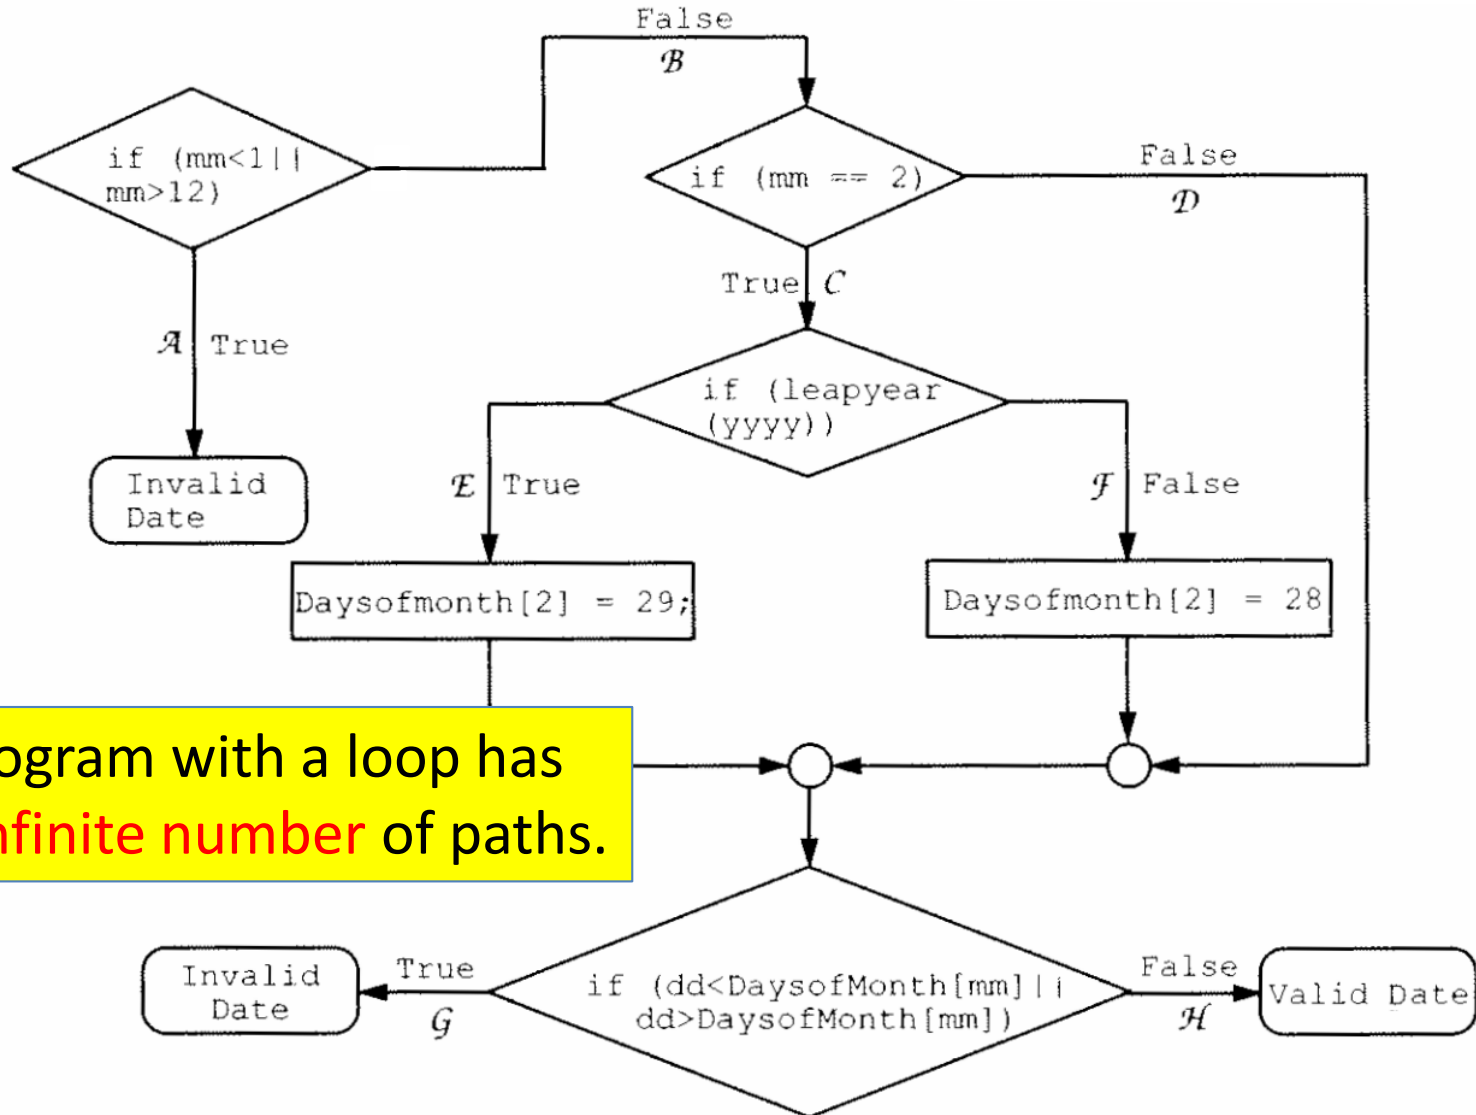 False
B
if (mm<1||
mm>12)
if (mm == 2)
False
D
True C
A True
if (leapyear
(yyyy))
Invalid
Date
E True
F False
Daysofmonth[2] = 29;
Daysofmonth[2] = 28
ogram with a loop has
nfinite number of paths.
Invalid
Date
True
G
if (dd<DaysofMonth[mm]||
dd>DaysofMonth[mm])
False
H
Valid Date